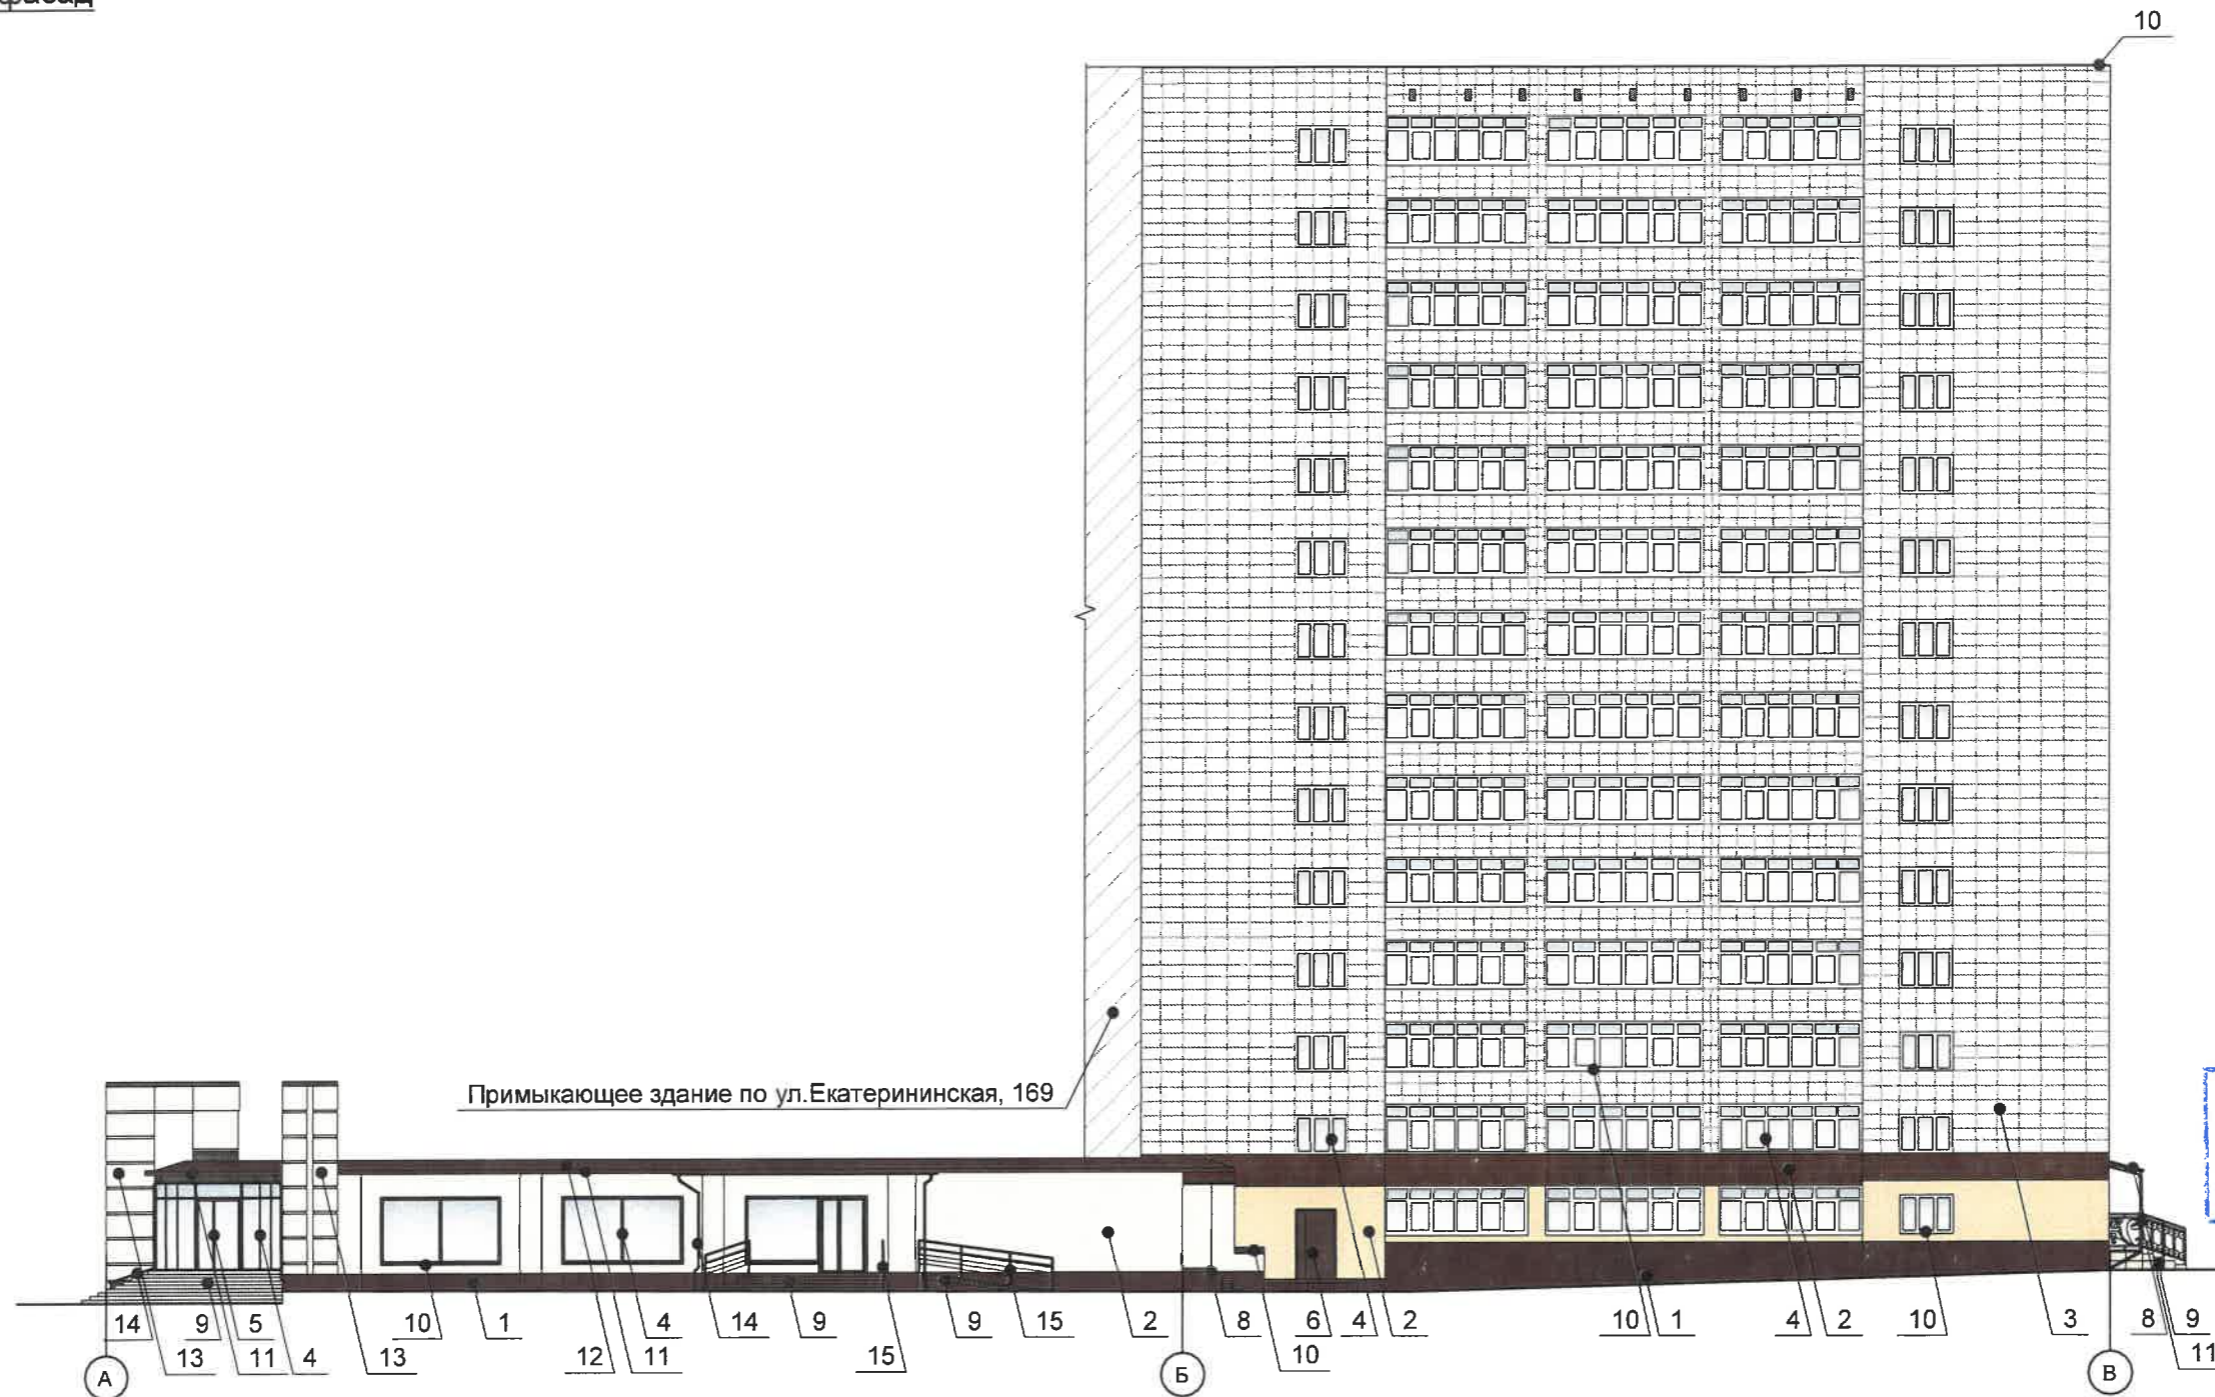 фасад
10
Примыкающее здание по ул.Екатерининская, 169
14 9 5 10 1 4 14 9 9 15 2 8 6 4 2 10 1 4 2 10 3 8 9
13 11 4 13 12 11 15 10 11
А Б В